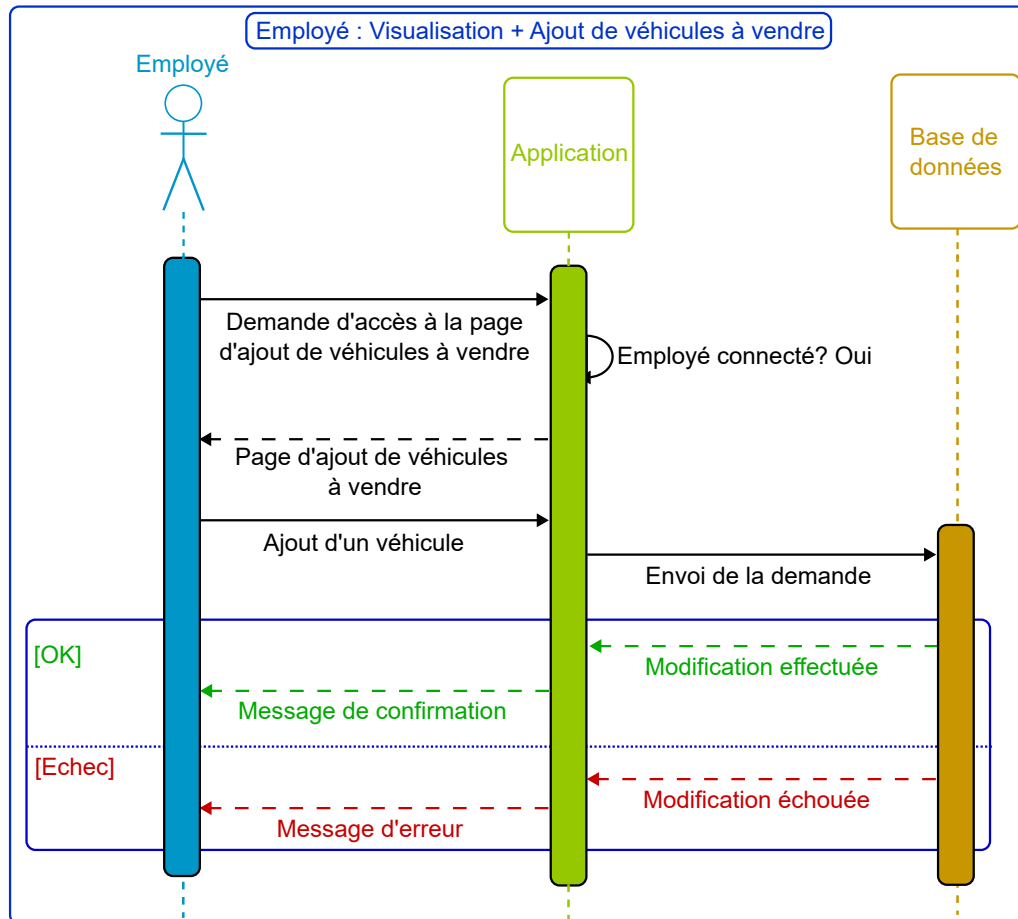 Employé : Visualisation + Ajout de véhicules à vendre
Employé
Application
Base de
données
Demande d'accès à la page
d'ajout de véhicules à vendre
Employé connecté? Oui
Page d'ajout de véhicules
à vendre
Ajout d'un véhicule
Envoi de la demande
[OK]
Modification effectuée
Message de confirmation
[Echec]
Modification échouée
Message d'erreur